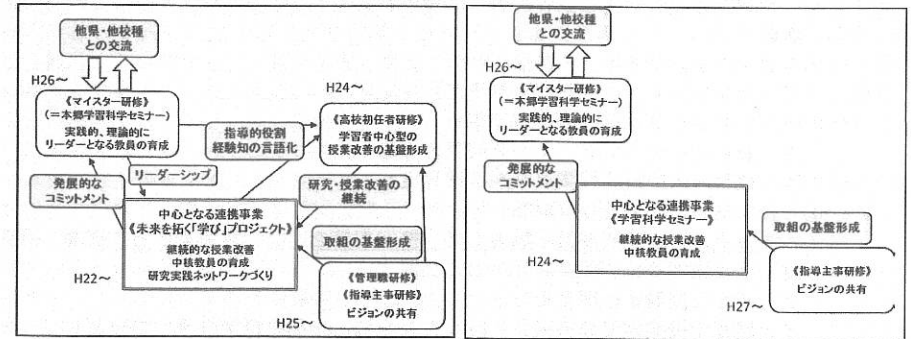 他県・他校種
との交流
H26~
《マイスター研修》
(=本郷学習科学セミナー)
実践的、理論的に
リーダーとなる教員の育成
H24~
《高校初任者研修》
学習者中心型の
授業改善の基盤形成
指導的役割
経験知の言語化
発展的な
コミットメント
リーダーシップ
研究・授業改善の
継続
中心となる連携事業
《未来を拓く「学び」プロジェクト》
継続的な授業改善
中核教員の育成
研究実践ネットワークづくり
H22~
取組の基盤形成
《管理職研修》
《指導主事研修》
ビジョンの共有
H25~
他県・他校種
との交流
H26~
《マイスター研修》
(=本郷学習科学セミナー)
実践的、理論的に
リーダーとなる教員の育成
発展的な
コミットメント
中心となる連携事業
《学習科学セミナー》
継続的な授業改善
中核教員の育成
H24~
取組の基盤形成
《指導主事研修》
ビジョンの共有
H27~